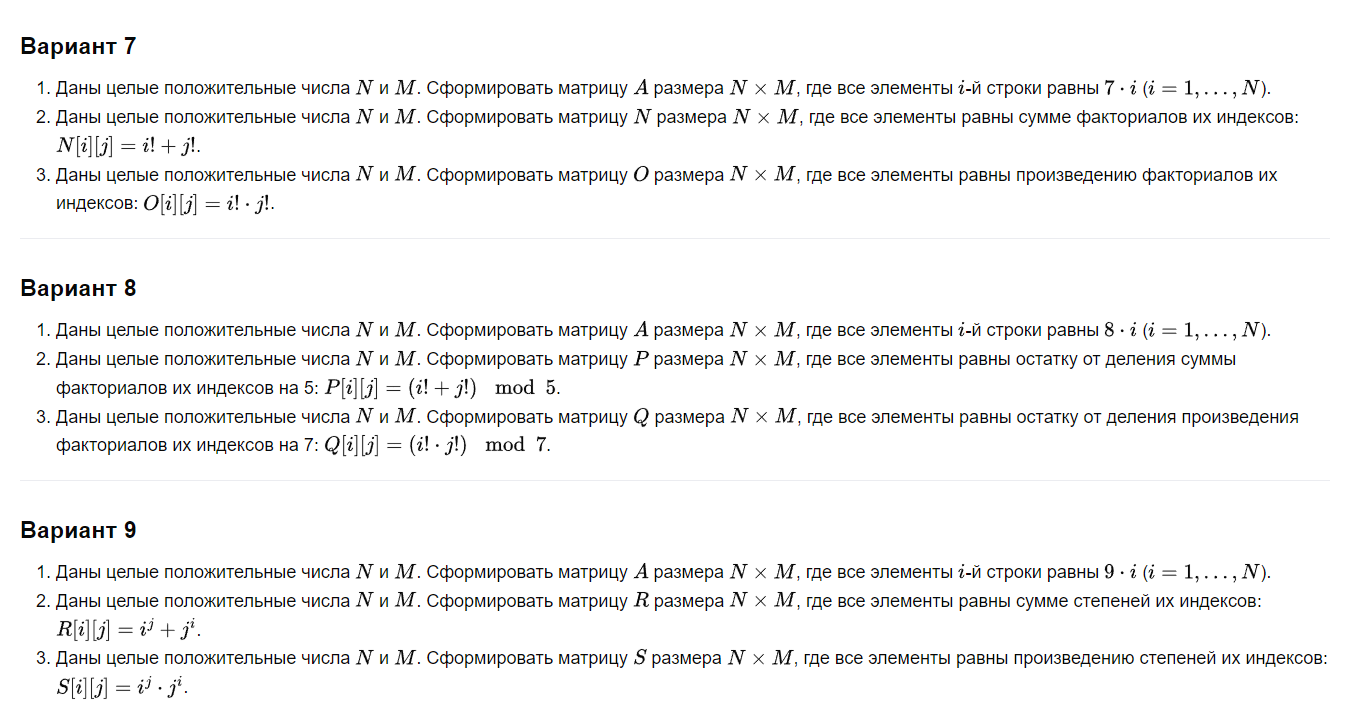 Вариант 7
1. Даны целые положительные числа N и M. Сформировать матрицу A размера N × M, где все элементы i-й строки равны 7 · i (i = 1, . . . , N).
2. Даны целые положительные числа N и M. Сформировать матрицу N размера N × M, где все элементы равны сумме факториалов их индексов:
N[i][j] = i! + j!.
3. Даны целые положительные числа N и M. Сформировать матрицу O размера N × M, где все элементы равны произведению факториалов их
индексов: O[i][j] = i! · j!.
Вариант 8
1. Даны целые положительные числа N и M. Сформировать матрицу A размера N × M, где все элементы i-й строки равны 8 · i (i = 1, . . . , N).
2. Даны целые положительные числа N и M. Сформировать матрицу P размера N × M, где все элементы равны остатку от деления суммы
факториалов их индексов на 5: P[i][j] = (i! + j!) mod 5.
3. Даны целые положительные числа N и M. Сформировать матрицу Q размера N × M, где все элементы равны остатку от деления произведения
факториалов их индексов на 7: Q[i][j] = (i! · j!) mod 7.
Вариант 9
1. Даны целые положительные числа N и M. Сформировать матрицу A размера N × M, где все элементы i-й строки равны 9 · i (i = 1, . . . , N).
2. Даны целые положительные числа N и M. Сформировать матрицу R размера N × M, где все элементы равны сумме степеней их индексов:
R[i][j] = i^j + j^i.
3. Даны целые положительные числа N и M. Сформировать матрицу S размера N × M, где все элементы равны произведению степеней их индексов:
S[i][j] = i^j · j^i.